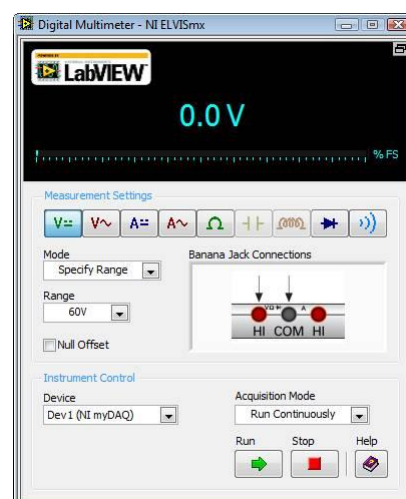 Digital Multimeter - NI ELVISmx
LabVIEW
0.0 V
% FS
Measurement Settings
V V A A Ω
Mode
Specify Range
Banana Jack Connections
Range
60V
HI COM HI
Null Offset
Instrument Control
Device
Dev1 (NI myDAQ)
Acquisition Mode
Run Continuously
Run Stop Help